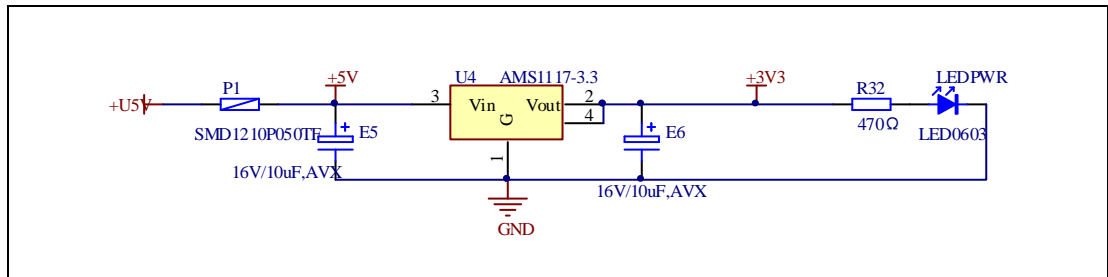 P1
+5V
U4
AMS1117-3.3
+3V3
LEDPWR
+U5V
3
Vin
Vout
G
2
4
R32
SMD1210P050TF
E5
E6
470Ω
LED0603
1
16V/10uF,AVX
16V/10uF,AVX
GND